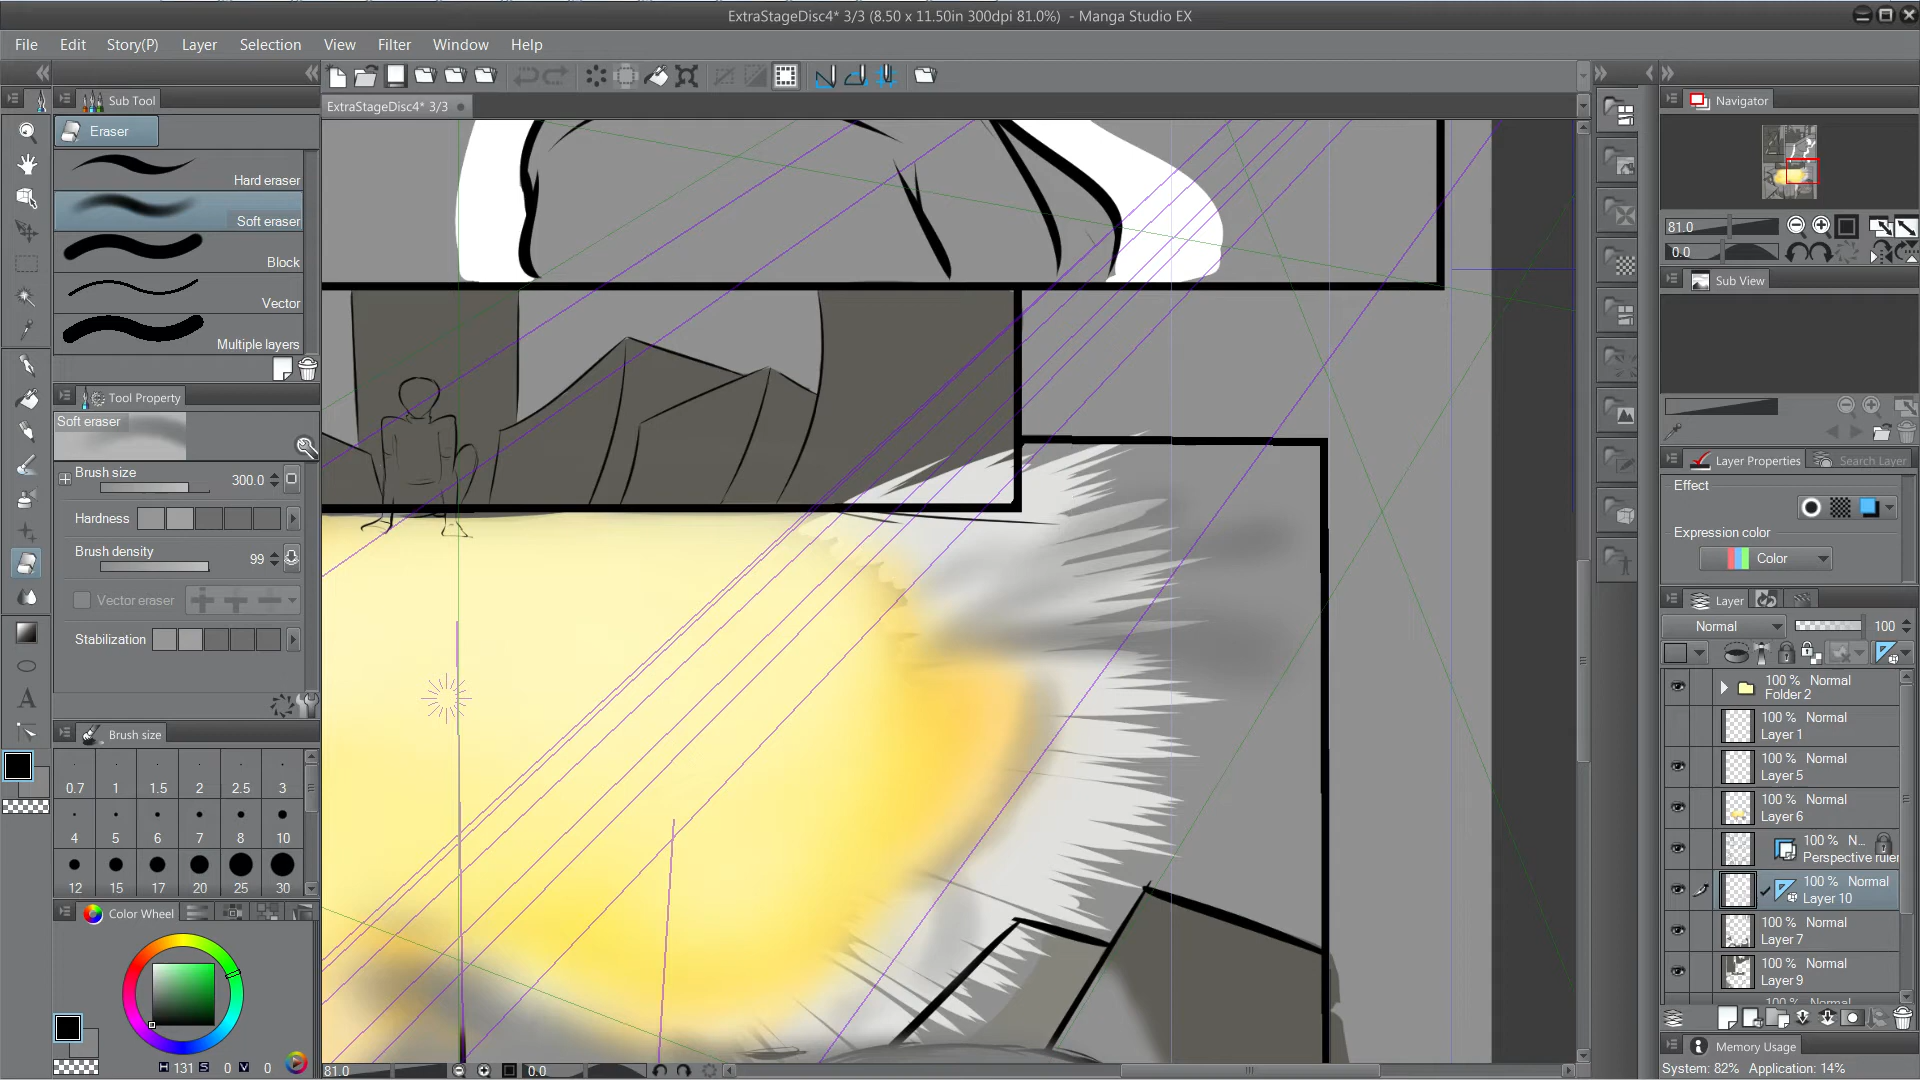 ExtraStageDisc4* 3/3 (8.50 x 11.50in 300dpi 81.0%) - Manga Studio EX
File Edit Story(P) Layer Selection View Filter Window Help
Sub Tool
ExtraStageDisc4* 3/3
Navigator
Eraser
Hard eraser
Soft eraser
Block
Vector
Multiple layers
81.0
0.0
Sub View
Tool Property
Soft eraser
Brush size 300.0
Hardness
Brush density 99
Vector eraser
Stabilization
Layer Properties Search Layer
Effect
Expression color
Color
Layer
Normal 100
100 % Normal
Folder 2
100 % Normal
Layer 1
100 % Normal
Layer 5
100 % Normal
Layer 6
100 % N...
Perspective ruler
100 % Normal
Layer 10
100 % Normal
Layer 7
100 % Normal
Layer 9
100 % Normal
Brush size
0.7 1 1.5 2 2.5 3
4 5 6 7 8 10
12 15 17 20 25 30
Color Wheel
H 131 S 0 V 0
81.0 0.0
Memory Usage
System: 82% Application: 14%